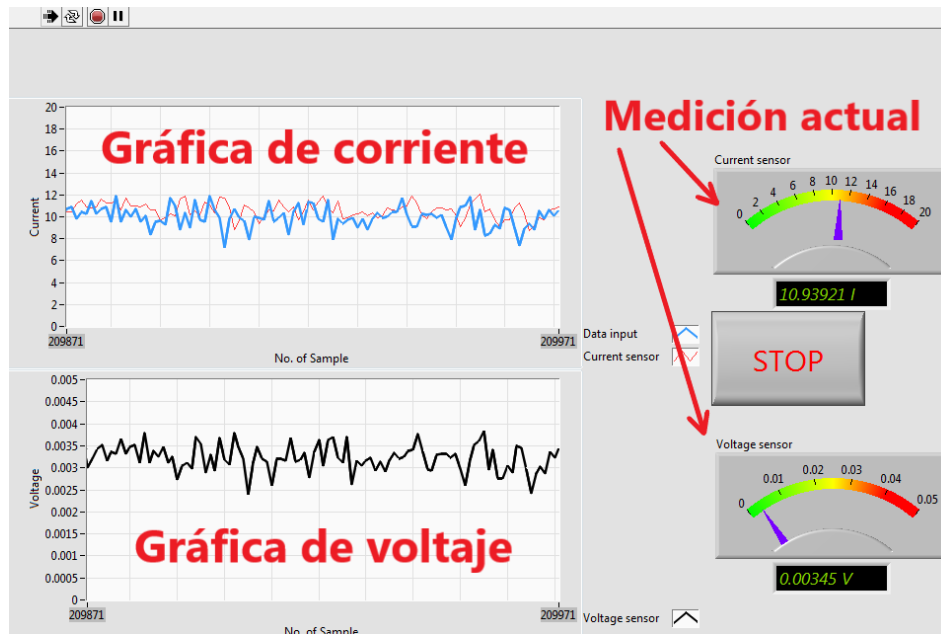 Medición actual
20
18
16
14
12
10
8
6
4
2
0
Current
Gráfica de corriente
209871
209971
No. of Sample
Data input
Current sensor
Current sensor
0 2 4 6 8 10 12 14 16 18 20
10.93921 I
STOP
0.005
0.0045
0.004
0.0035
0.003
0.0025
0.002
0.0015
0.001
0.0005
0
Voltage
Gráfica de voltaje
209871
209971
No. of Sample
Voltage sensor
Voltage sensor
0 0.01 0.02 0.03 0.04 0.05
0.00345 V